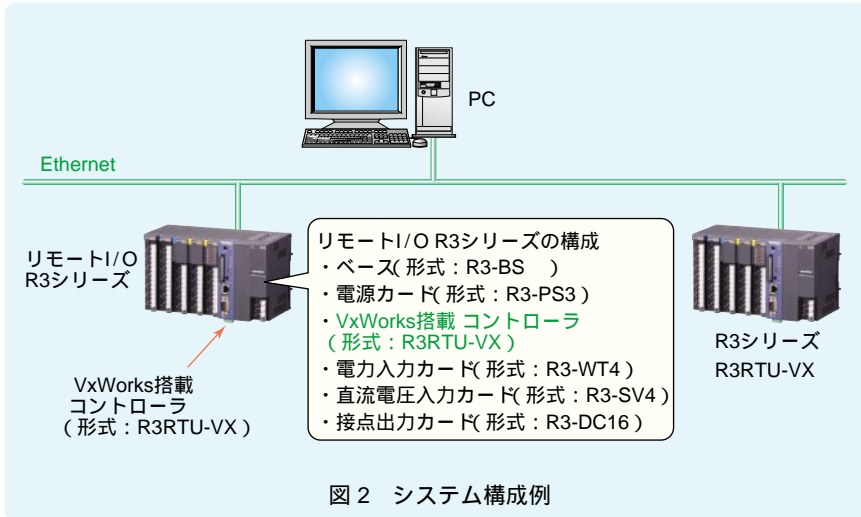 PC
Ethernet
リモートI/O
R3シリーズ
リモートI/O R3シリーズの構成
・ベース(形式:R3-BS　)
・電源カード(形式:R3-PS3)
・VxWorks搭載 コントローラ
(形式:R3RTU-VX)
・電力入力カード(形式:R3-WT4)
・直流電圧入力カード(形式:R3-SV4)
・接点出力カード(形式:R3-DC16)
R3シリーズ
R3RTU-VX
VxWorks搭載
コントローラ
(形式:R3RTU-VX)
図2　システム構成例